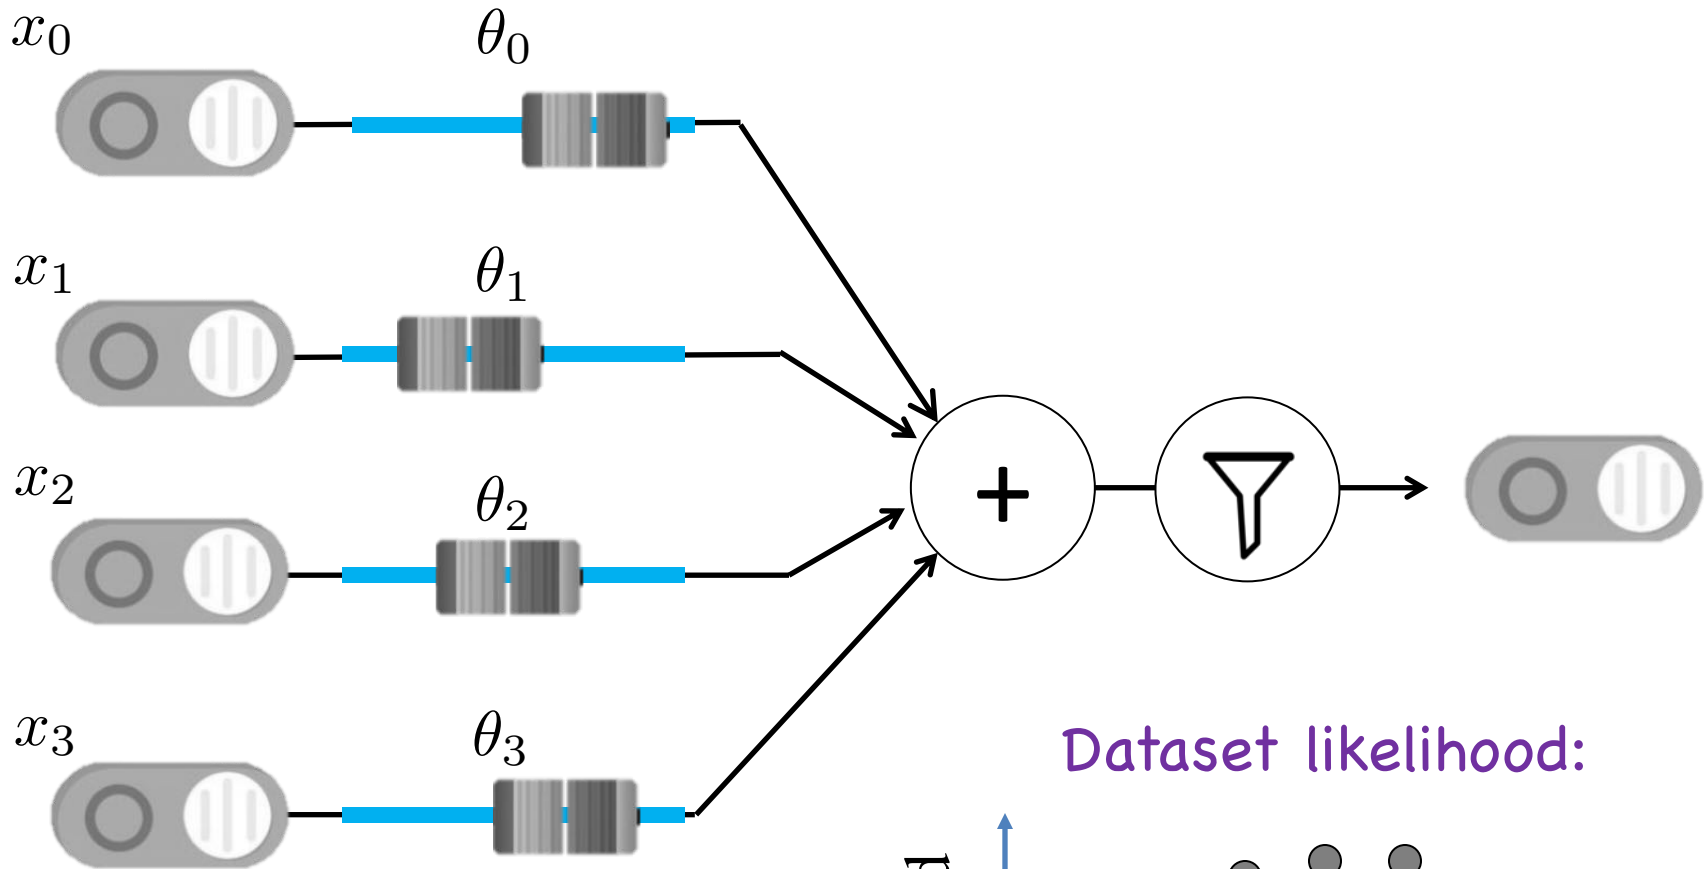 x₀
θ₀
x₁
θ₁
x₂
θ₂
x₃
θ₃
+
Dataset likelihood: